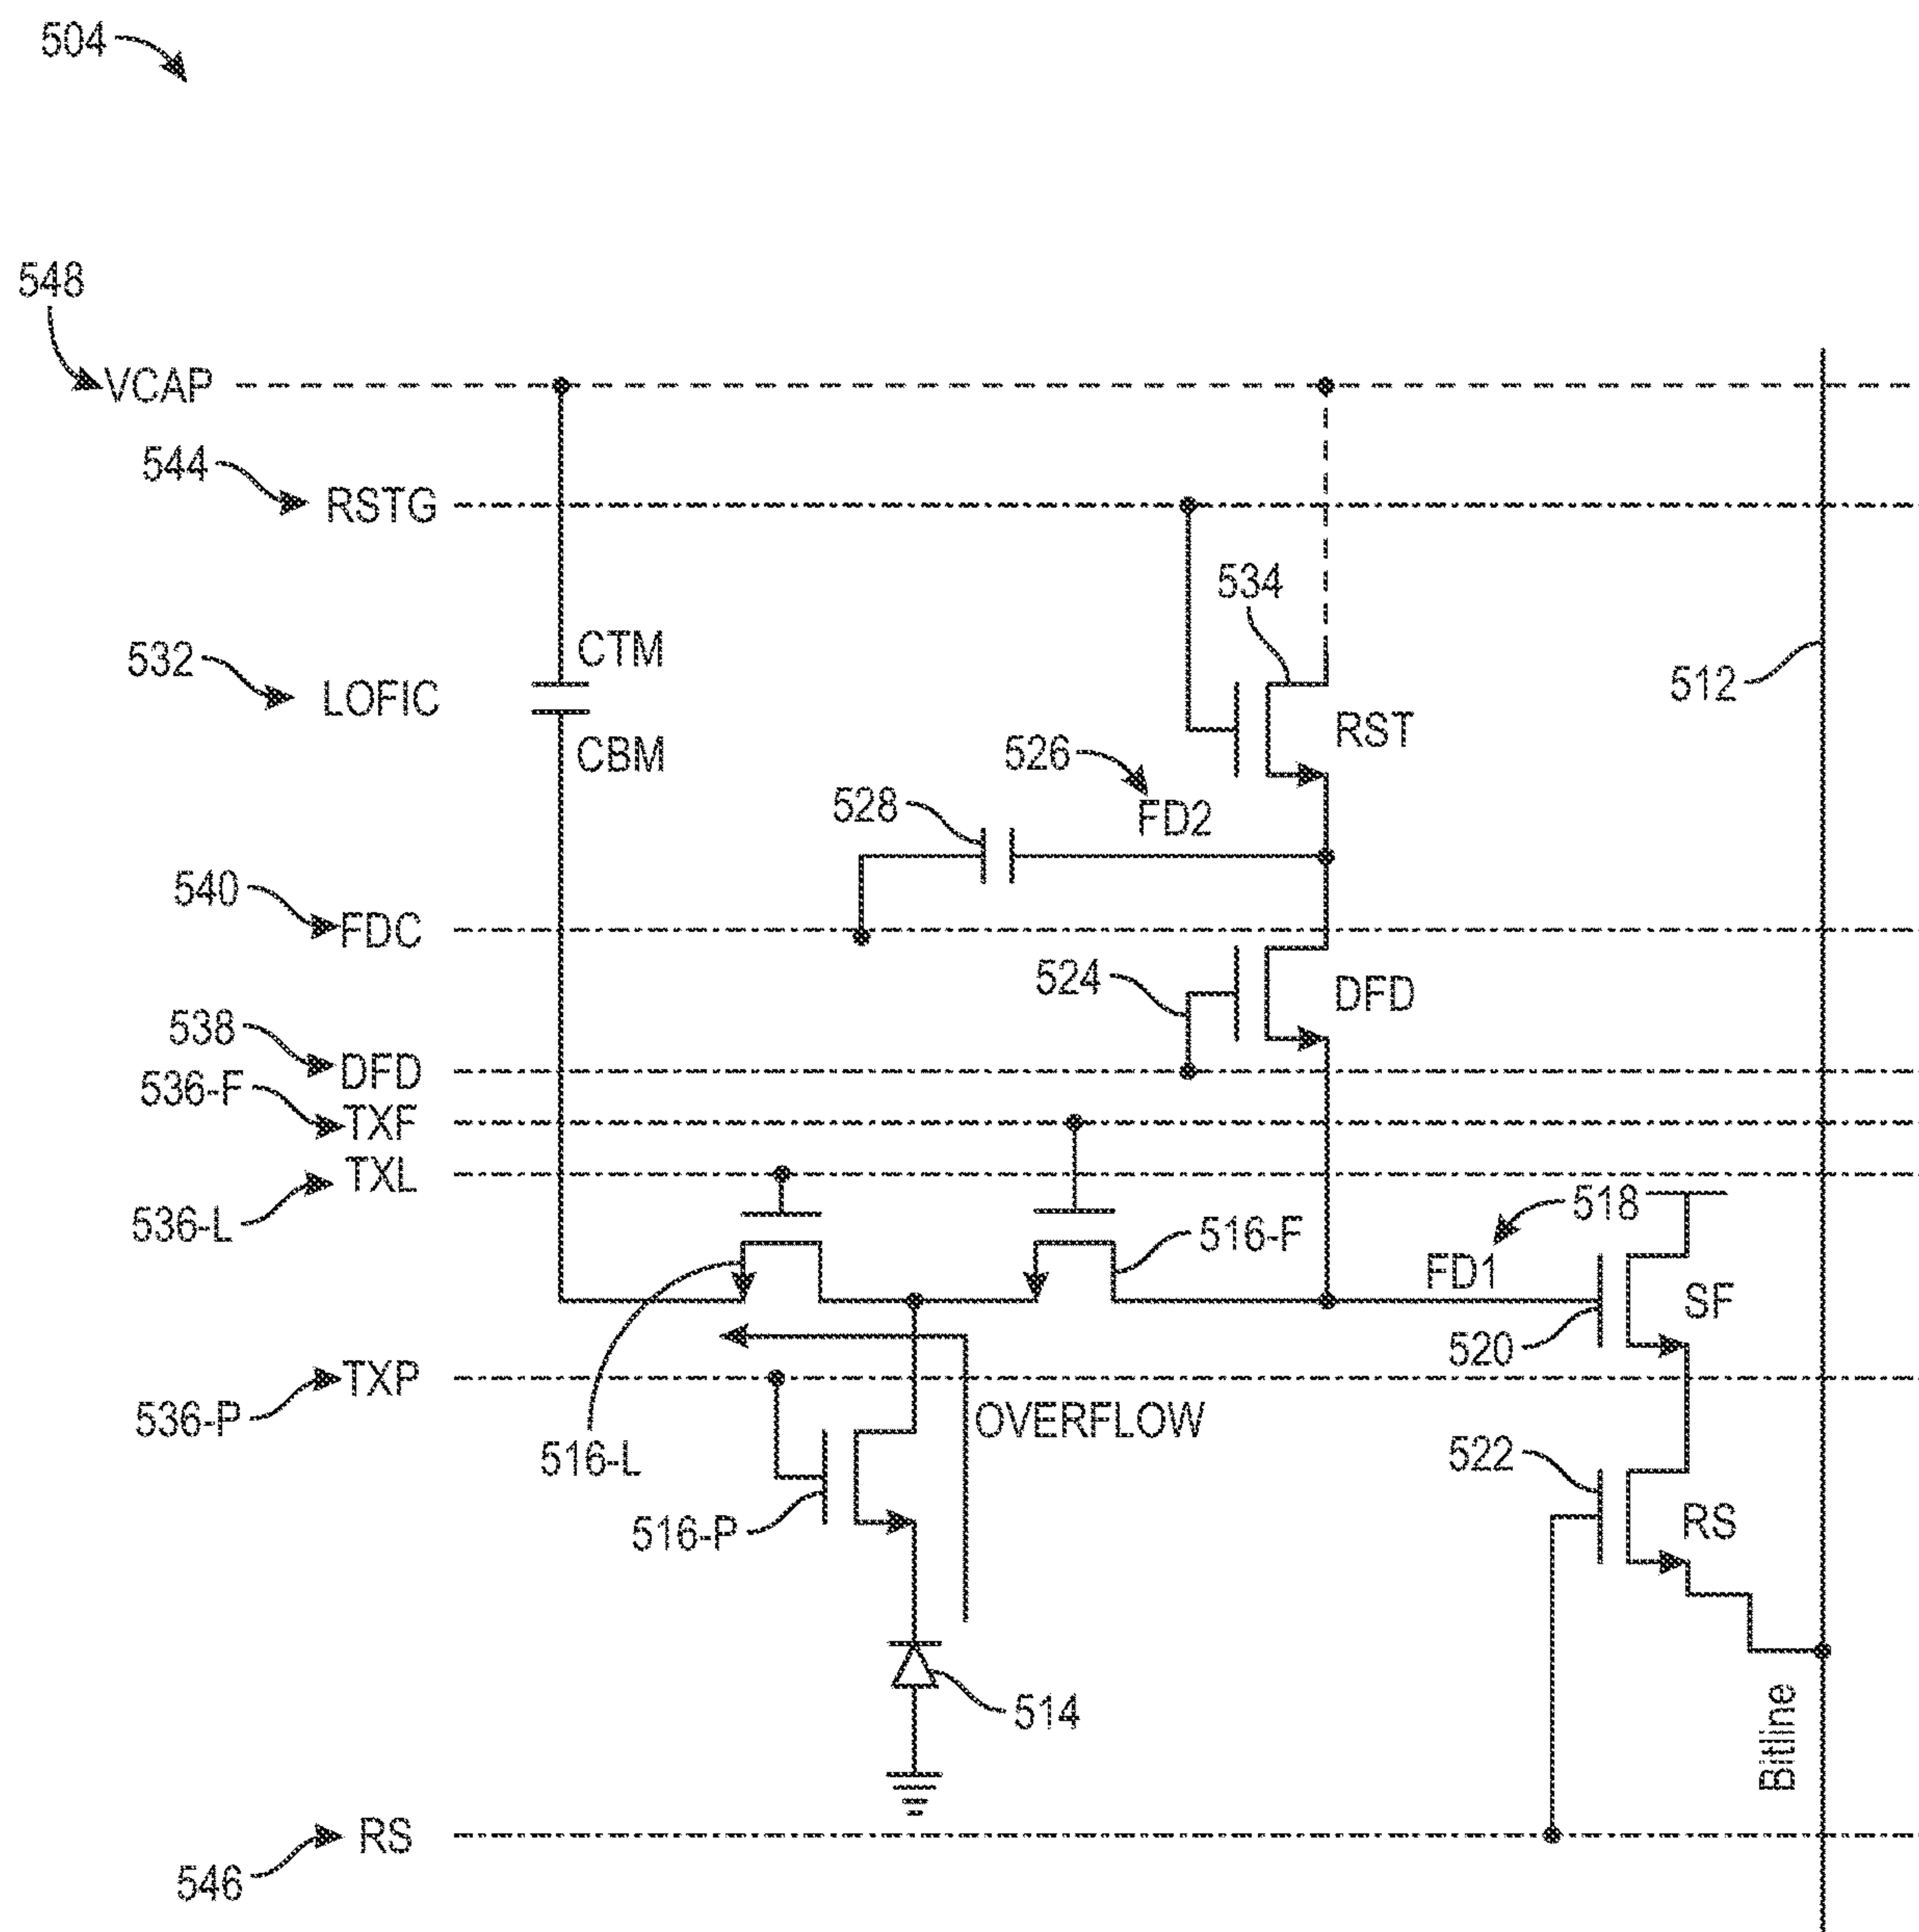 504
548
VCAP
544
RSTG
534
532
LOFIC
CTM
CBM
512
RST
526
FD2
528
540
FDC
524
DFD
538
DFD
536-F
TXF
TXL
536-L
518
516-F
FD1
SF
520
TXP
536-P
OVERFLOW
516-L
522
RS
516-P
514
Bitline
RS
546